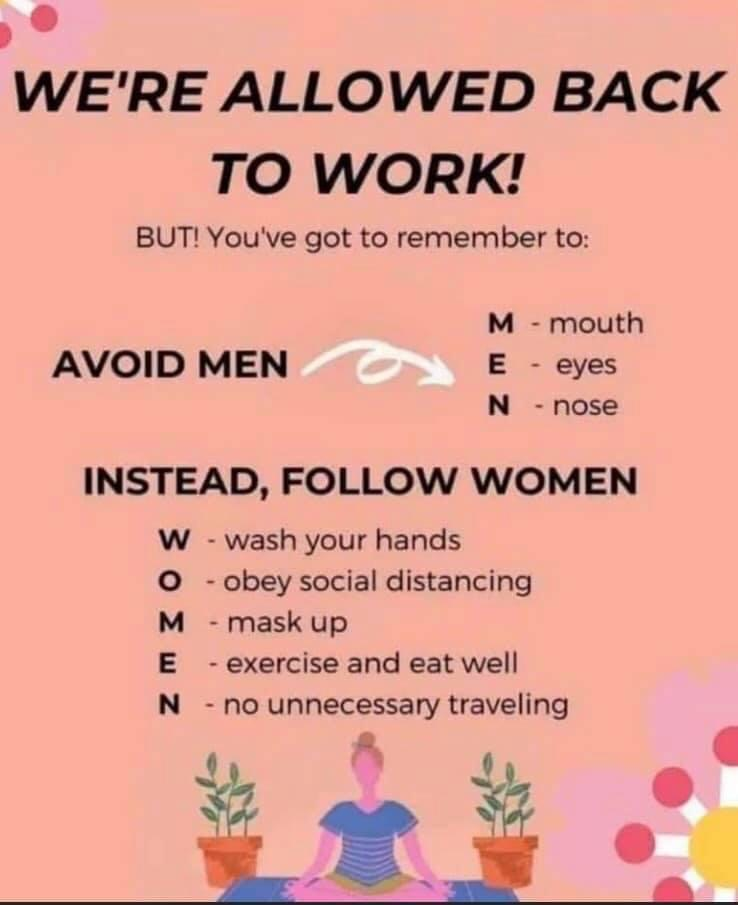 WE'RE ALLOWED BACK
TO WORK!
BUT! You've got to remember to:
AVOID MEN
M - mouth
E - eyes
N - nose
INSTEAD, FOLLOW WOMEN
W - wash your hands
O - obey social distancing
M - mask up
E - exercise and eat well
N - no unnecessary traveling